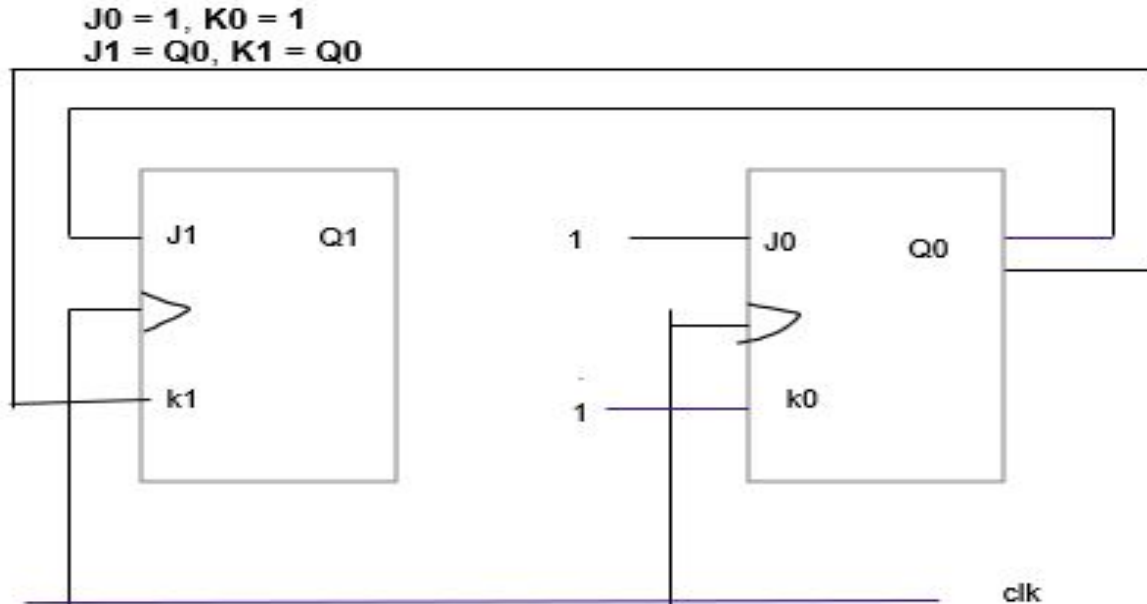 J0 = 1, K0 = 1
J1 = Q0, K1 = Q0
J1 Q1 1 J0 Q0
k1 1 k0
clk